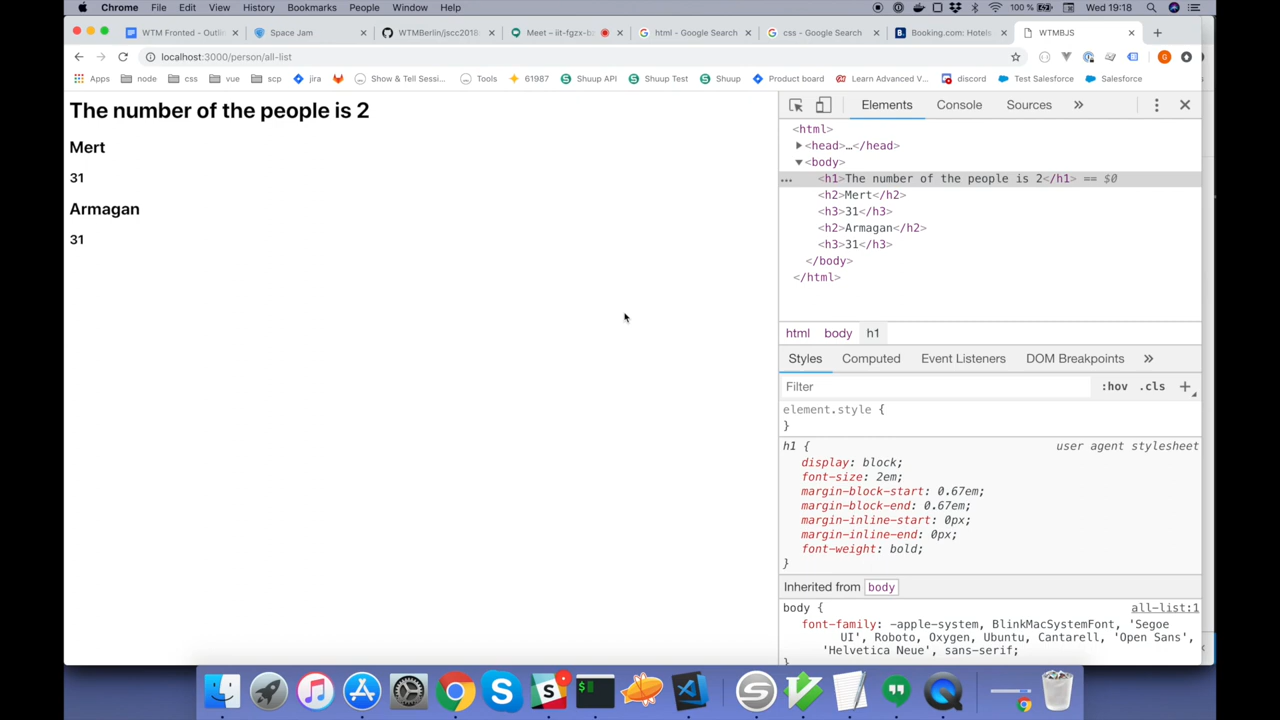 Chrome File Edit View History Bookmarks People Window Help 100 % Wed 19:18
WTM Fronted - Outli Space Jam WTMBerlin/jscc2018 Meet – iit-fgzx-b html - Google Search css - Google Search Booking.com: Hotels WTMBJS
localhost:3000/person/all-list
Apps node css vue scp jira Show & Tell Sessi... Tools 61987 Shuup API Shuup Test Shuup Product board Learn Advanced V... discord Test Salesforce Salesforce
The number of the people is 2
Mert
31
Armagan
31
Elements Console Sources »
<html>
<head>…</head>
<body>
... <h1>The number of the people is 2</h1> == $0
<h2>Mert</h2>
<h3>31</h3>
<h2>Armagan</h2>
<h3>31</h3>
</body>
</html>
html body h1
Styles Computed Event Listeners DOM Breakpoints »
Filter :hov .cls +
element.style {
}
h1 { user agent stylesheet
display: block;
font-size: 2em;
margin-block-start: 0.67em;
margin-block-end: 0.67em;
margin-inline-start: 0px;
margin-inline-end: 0px;
font-weight: bold;
}
Inherited from body
body { all-list:1
font-family: -apple-system, BlinkMacSystemFont, 'Segoe
UI', Roboto, Oxygen, Ubuntu, Cantarell, 'Open Sans',
'Helvetica Neue', sans-serif;
}